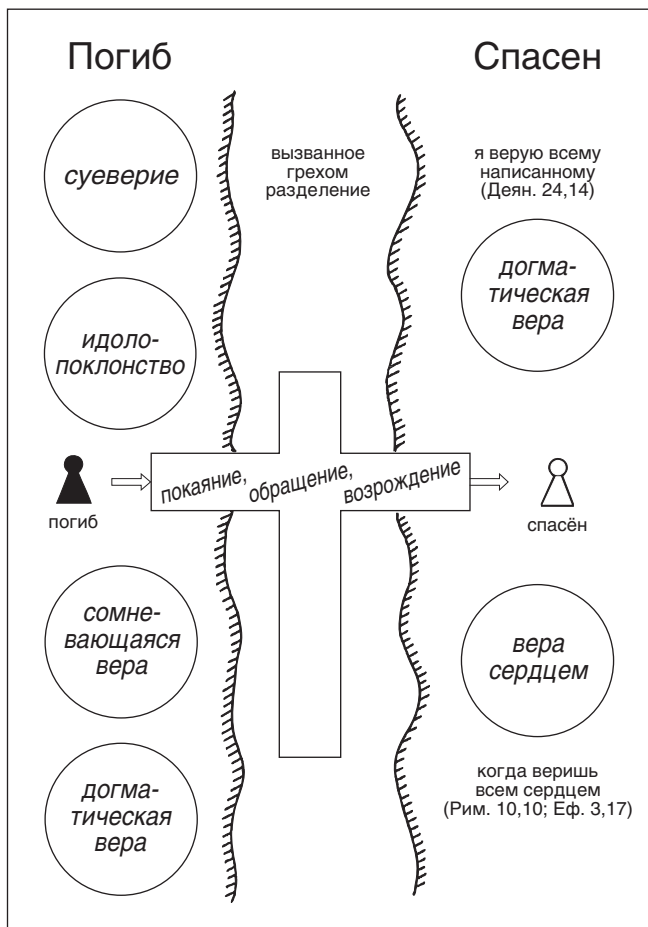 Погиб
Спасен
суеверие
вызванное
грехом
разделение
я верую всему
написанному
(Деян. 24,14)
догма-
тическая
вера
идоло-
поклонство
погиб
покаяние, обращение, возрождение
спасён
сомне-
вающаяся
вера
вера
сердцем
догма-
тическая
вера
когда веришь
всем сердцем
(Рим. 10,10; Еф. 3,17)